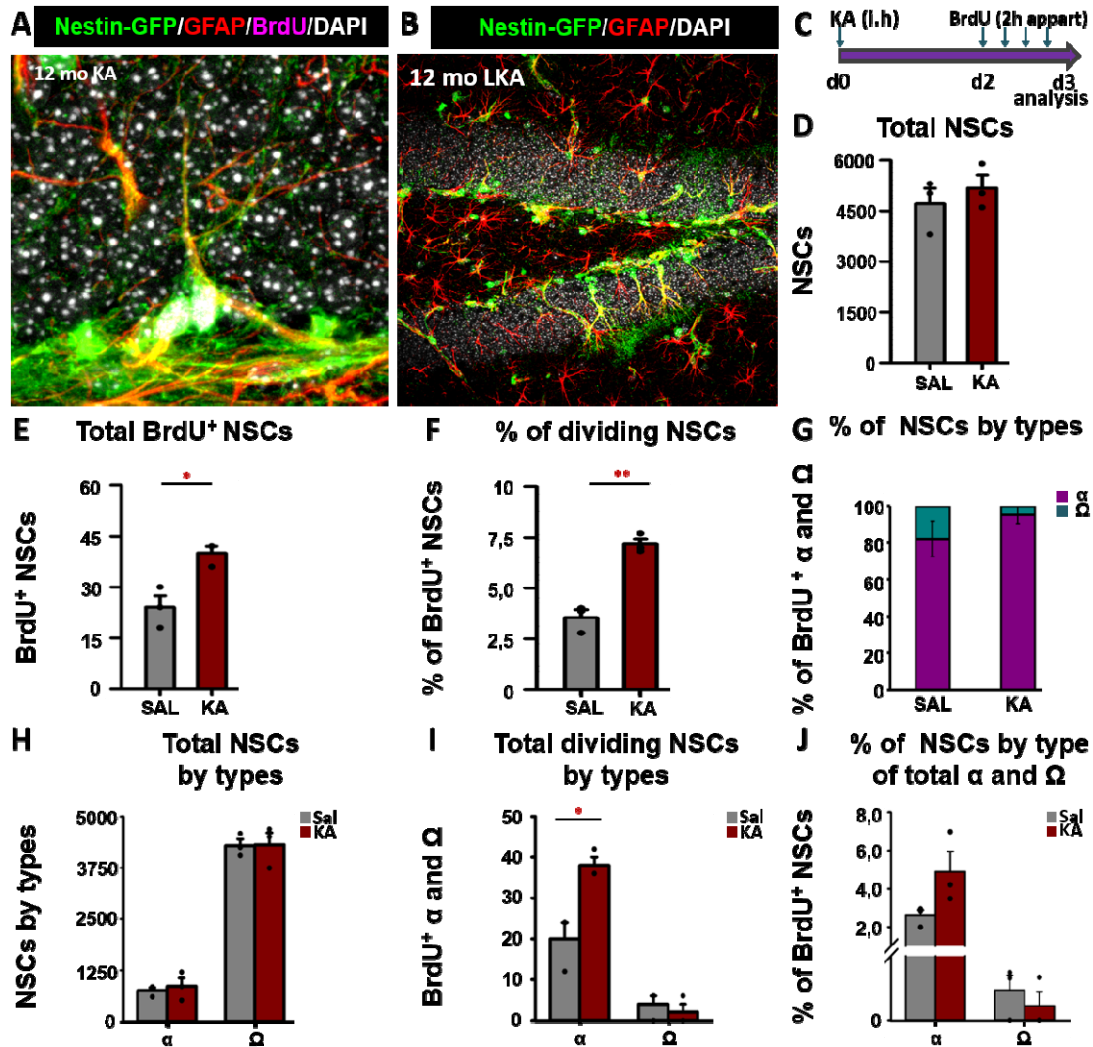 A
Nestin-GFP/GFAP/BrdU/DAPI
12 mo KA
B
Nestin-GFP/GFAP/DAPI
12 mo LKA
C
KA (I.h)
BrdU (2h appart)
d0
d2
d3
analysis
D
Total NSCs
NSCs
6000
4500
3000
1500
0
SAL
KA
E
Total BrdU⁺ NSCs
BrdU⁺ NSCs
60
45
30
15
0
*
SAL
KA
F
% of dividing NSCs
% of BrdU⁺ NSCs
10
7,5
5,0
2,5
0
**
SAL
KA
G
% of NSCs by types
% of BrdU⁺ α and Ω
100
80
60
40
20
0
SAL
KA
α
Ω
H
Total NSCs
by types
NSCs by types
5000
3750
2500
1250
0
Sal
KA
α
Ω
I
Total dividing NSCs
by types
BrdU⁺ α and Ω
50
40
30
20
10
0
*
Sal
KA
α
Ω
J
% of NSCs by type
of total α and Ω
% of BrdU⁺ NSCs
8,0
6,0
4,0
2,0
0
Sal
KA
α
Ω